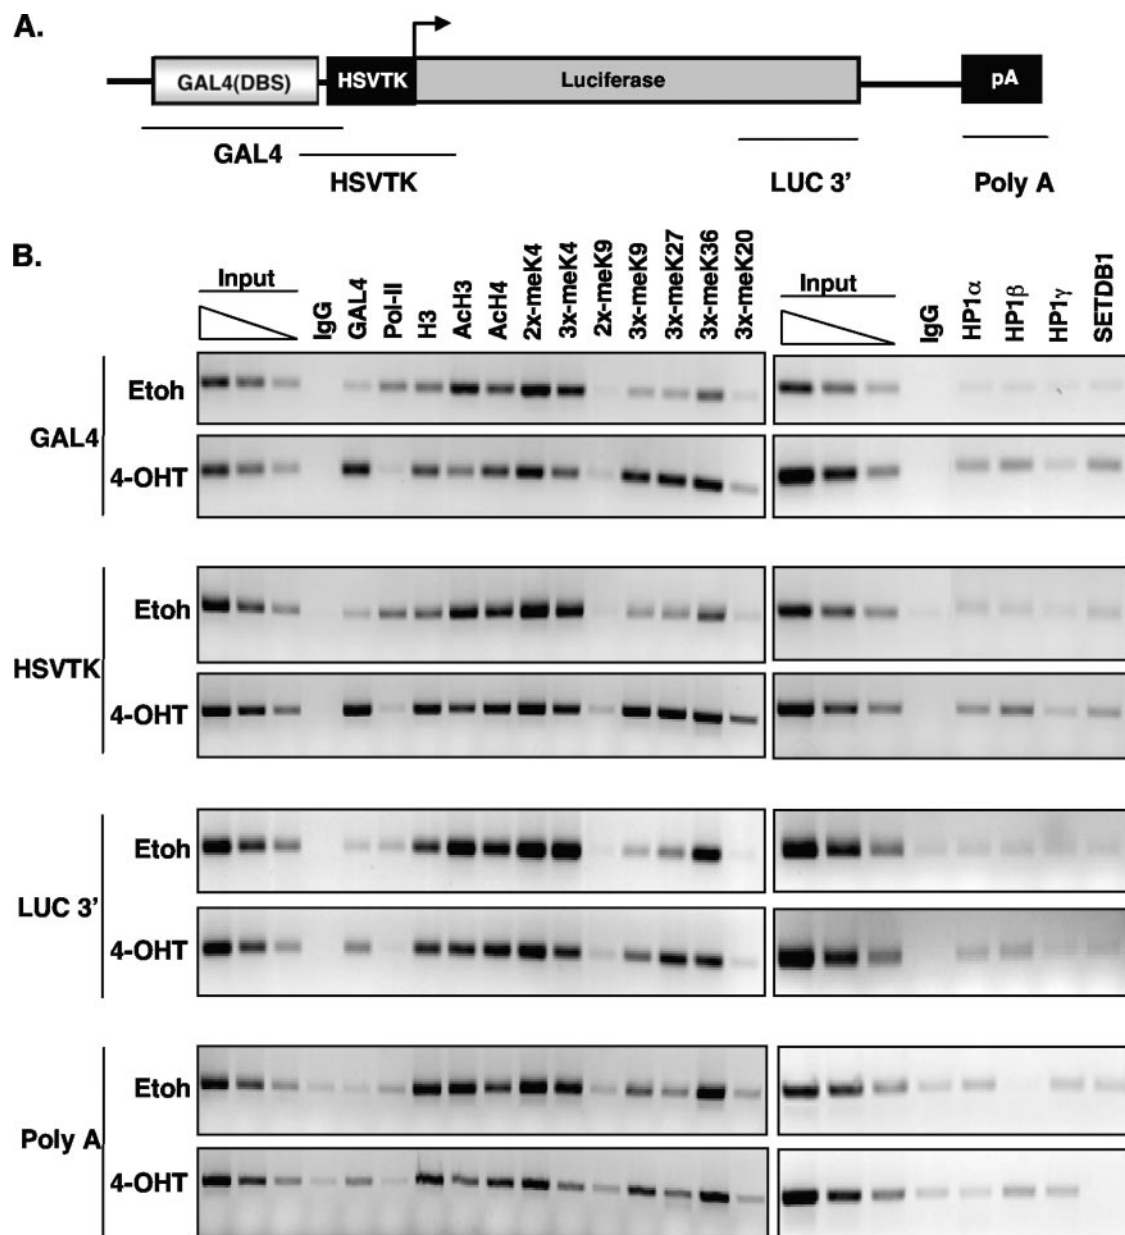 A.
GAL4(DBS) HSVTK Luciferase pA
GAL4 HSVTK LUC 3' Poly A
B.
Input IgG GAL4 Pol-II H3 AcH3 AcH4 2x-meK4 3x-meK4 2x-meK9 3x-meK9 3x-meK27 3x-meK36 3x-meK20 Input IgG HP1α HP1β HP1γ SETDB1
GAL4
Etoh
4-OHT
HSVTK
Etoh
4-OHT
LUC 3'
Etoh
4-OHT
Poly A
Etoh
4-OHT